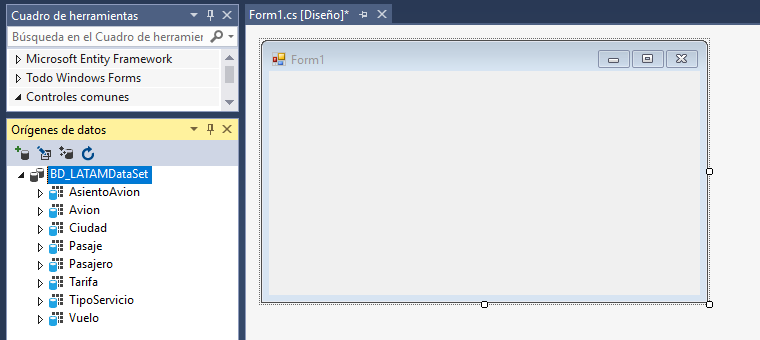 Cuadro de herramientas
Búsqueda en el Cuadro de herramier
Microsoft Entity Framework
Todo Windows Forms
Controles comunes
Orígenes de datos
BD_LATAMDataSet
AsientoAvion
Avion
Ciudad
Pasaje
Pasajero
Tarifa
TipoServicio
Vuelo
Form1.cs [Diseño]*
Form1